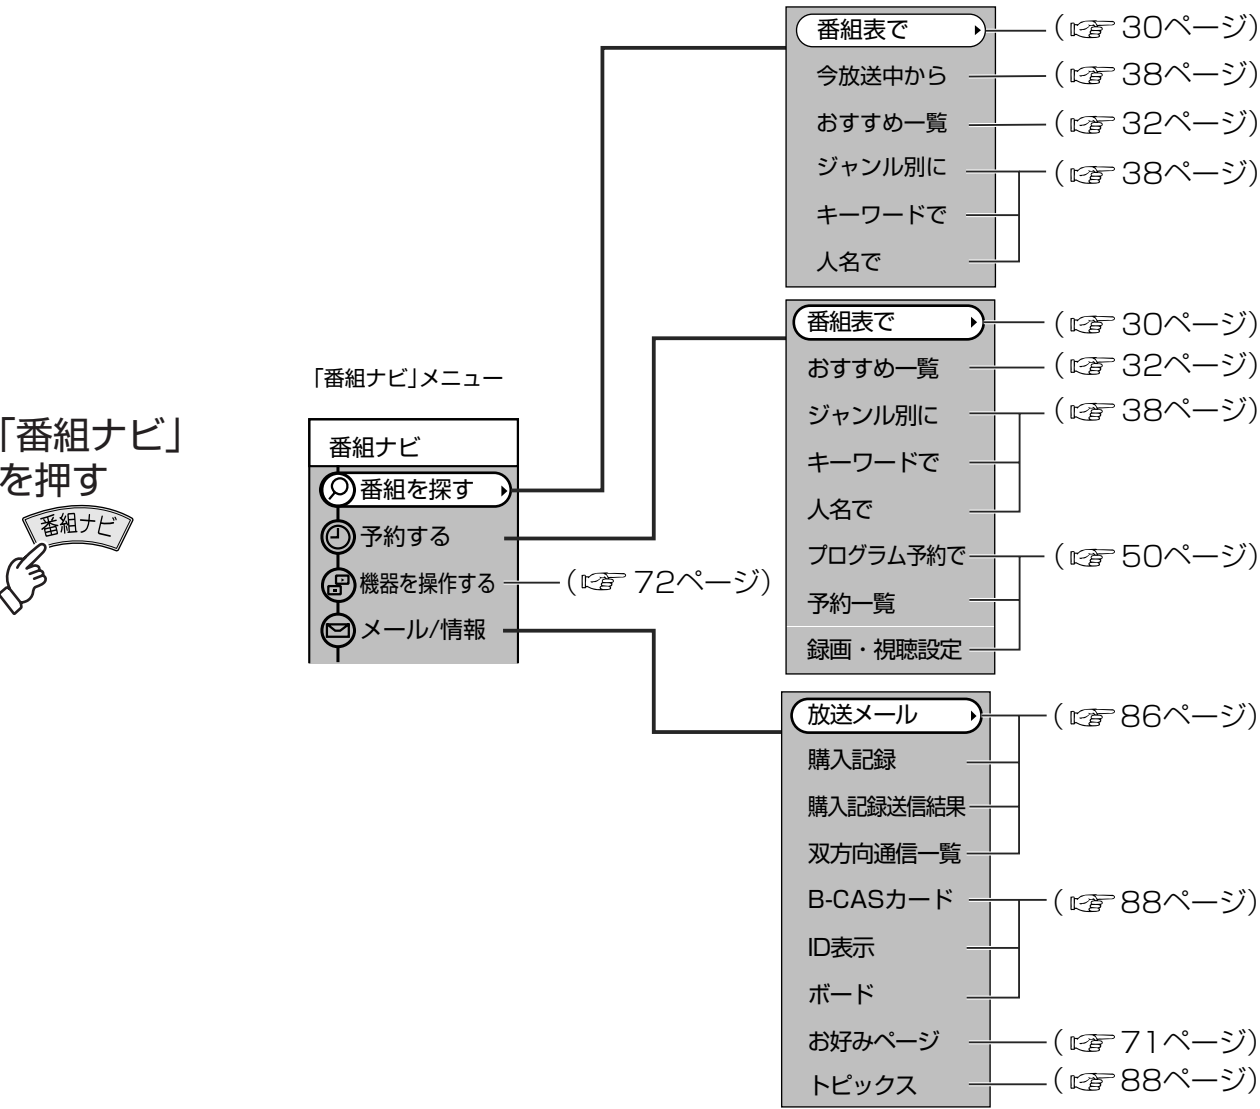 「番組ナビ」
を押す
番組ナビ
「番組ナビ」メニュー
番組ナビ
番組を探す
予約する
機器を操作する (☞ 72ページ)
メール/情報
番組表で (☞ 30ページ)
今放送中から (☞ 38ページ)
おすすめ一覧 (☞ 32ページ)
ジャンル別に (☞ 38ページ)
キーワードで
人名で
番組表で (☞ 30ページ)
おすすめ一覧 (☞ 32ページ)
ジャンル別に (☞ 38ページ)
キーワードで
人名で
プログラム予約で (☞ 50ページ)
予約一覧
録画・視聴設定
放送メール (☞ 86ページ)
購入記録
購入記録送信結果
双方向通信一覧
B-CASカード (☞ 88ページ)
ID表示
ボード
お好みページ (☞ 71ページ)
トピックス (☞ 88ページ)